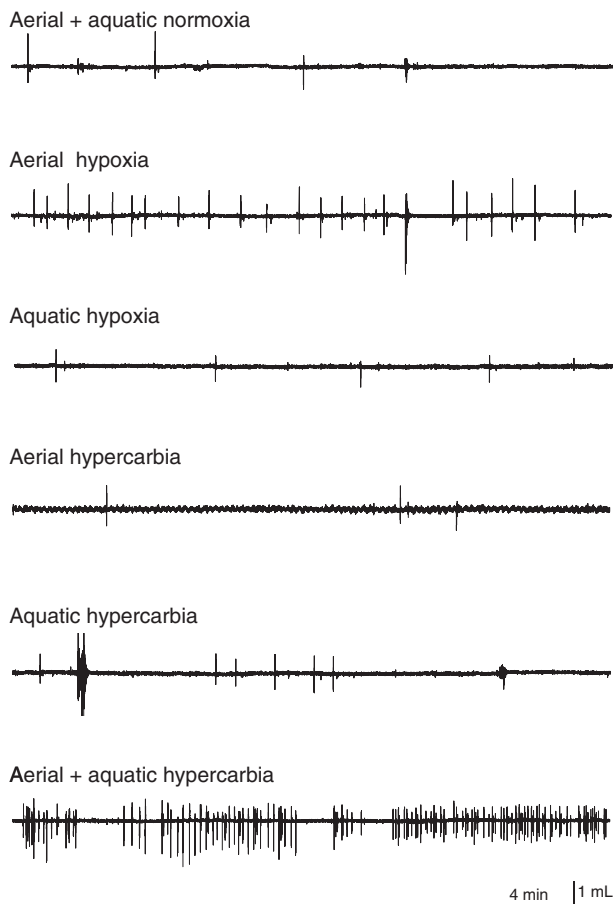 Aerial + aquatic normoxia
Aerial hypoxia
Aquatic hypoxia
Aerial hypercarbia
Aquatic hypercarbia
Aerial + aquatic hypercarbia
4 min 1 mL